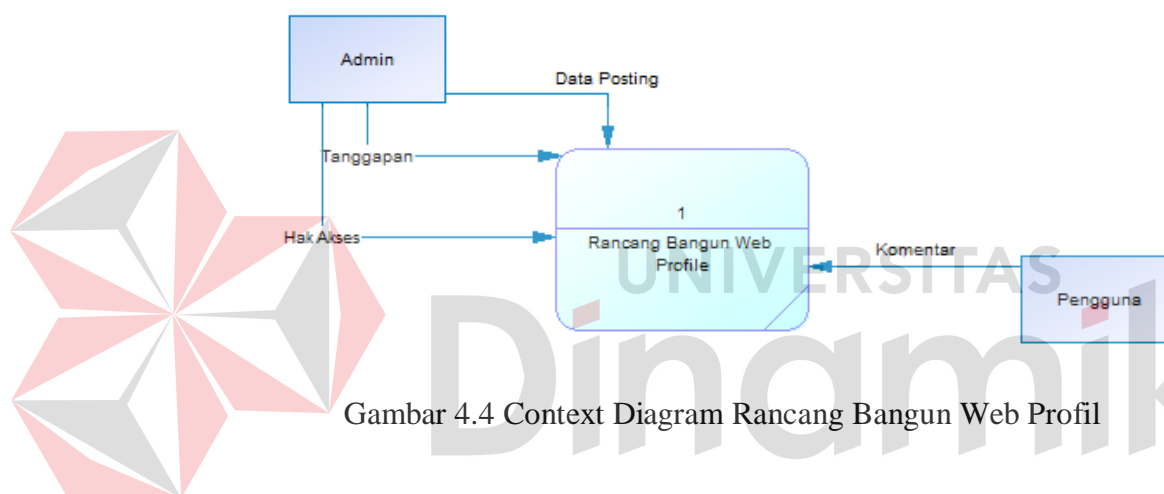 Admin
Data Posting
Tanggapan
1
Hak Akses
Rancang Bangun Web
Profile
Komentar
UNIVERSITAS
Pengguna
Dinamik
Gambar 4.4 Context Diagram Rancang Bangun Web Profil